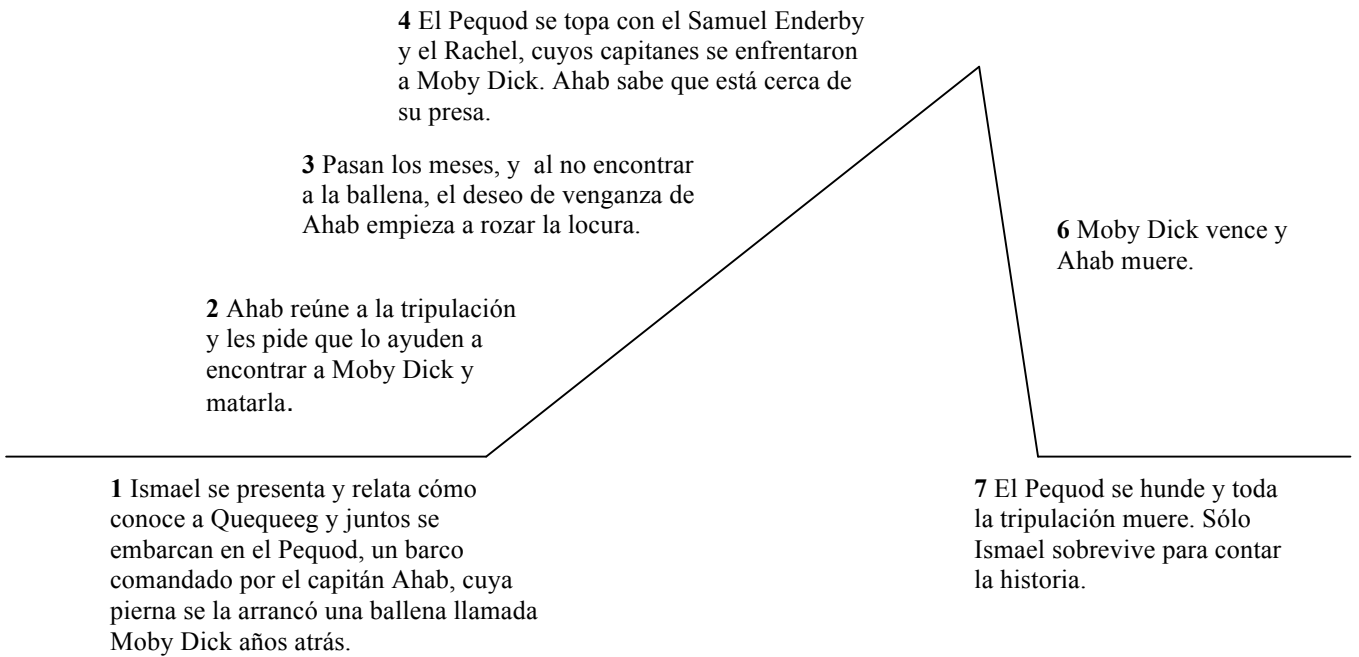 4 El Pequod se topa con el Samuel Enderby
y el Rachel, cuyos capitanes se enfrentaron
a Moby Dick. Ahab sabe que está cerca de
su presa.
3 Pasan los meses, y al no encontrar
a la ballena, el deseo de venganza de
Ahab empieza a rozar la locura.
6 Moby Dick vence y
Ahab muere.
2 Ahab reúne a la tripulación
y les pide que lo ayuden a
encontrar a Moby Dick y
matarla.
1 Ismael se presenta y relata cómo
conoce a Quequeeg y juntos se
embarcan en el Pequod, un barco
comandado por el capitán Ahab, cuya
pierna se la arrancó una ballena llamada
Moby Dick años atrás.
7 El Pequod se hunde y toda
la tripulación muere. Sólo
Ismael sobrevive para contar
la historia.